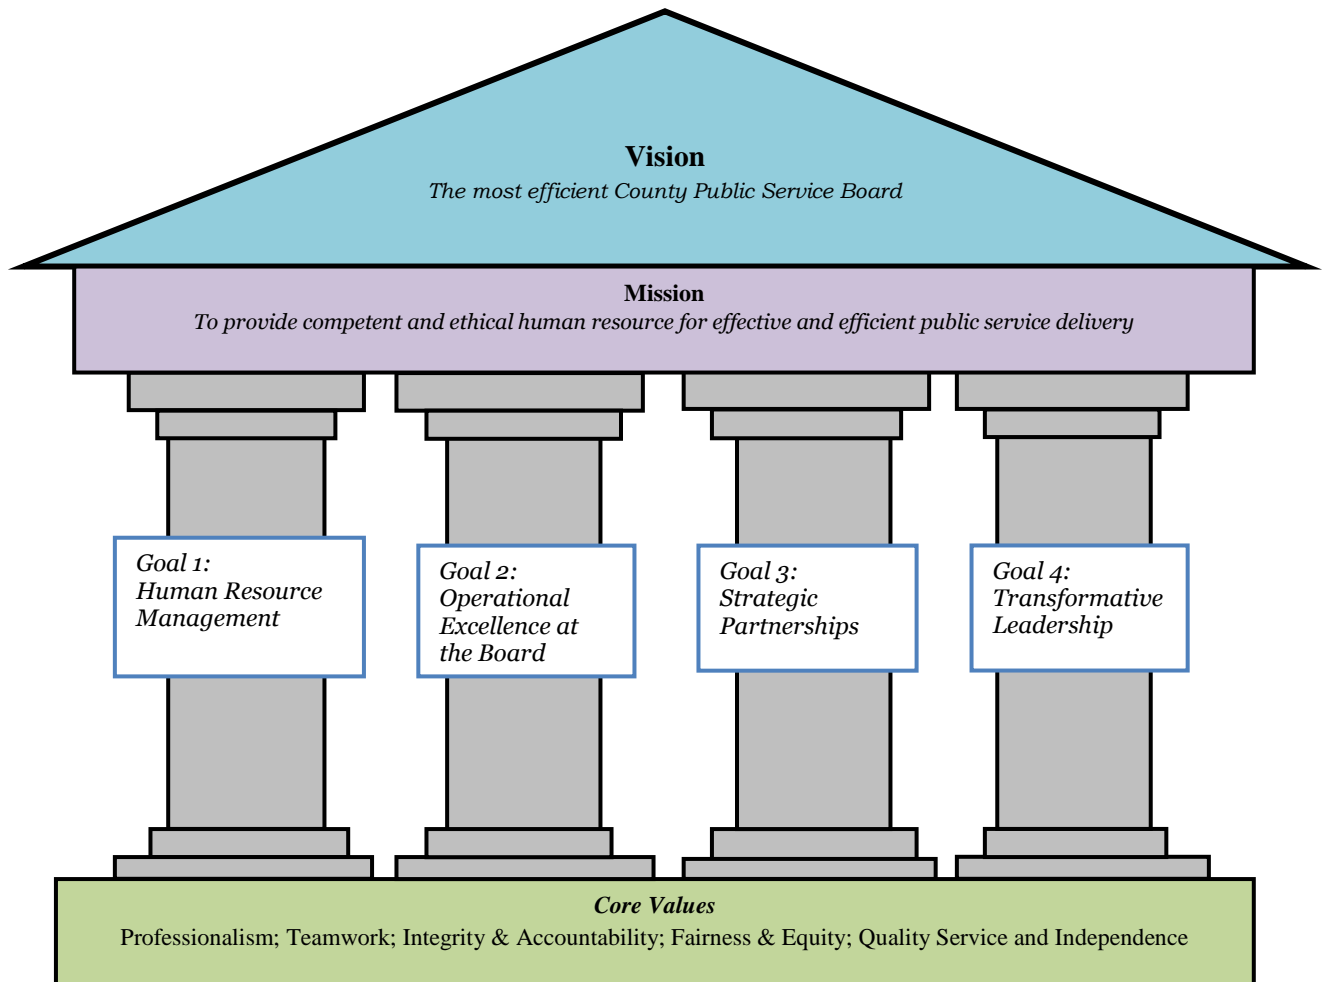 Vision
The most efficient County Public Service Board
Mission
To provide competent and ethical human resource for effective and efficient public service delivery
Goal 1:
Human Resource
Management
Goal 2:
Operational
Excellence at
the Board
Goal 3:
Strategic
Partnerships
Goal 4:
Transformative
Leadership
Core Values
Professionalism; Teamwork; Integrity & Accountability; Fairness & Equity; Quality Service and Independence